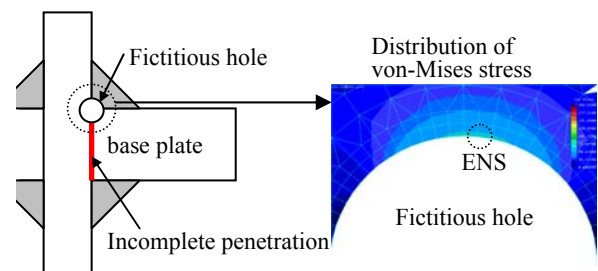 Fictitious hole
Distribution of
von-Mises stress
base plate
ENS
Fictitious hole
Incomplete penetration